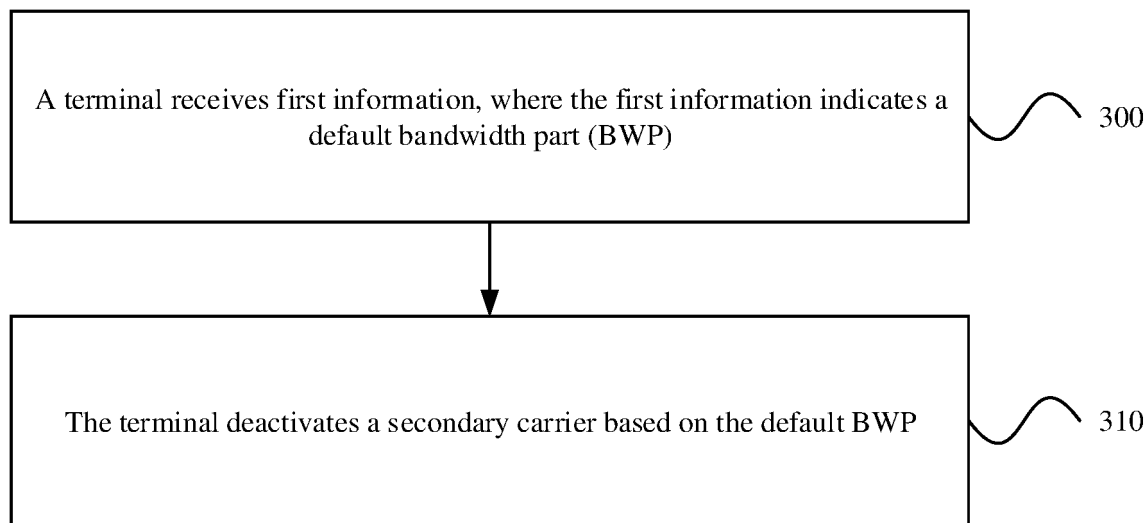 A terminal receives first information, where the first information indicates a
default bandwidth part (BWP)
300
The terminal deactivates a secondary carrier based on the default BWP
310